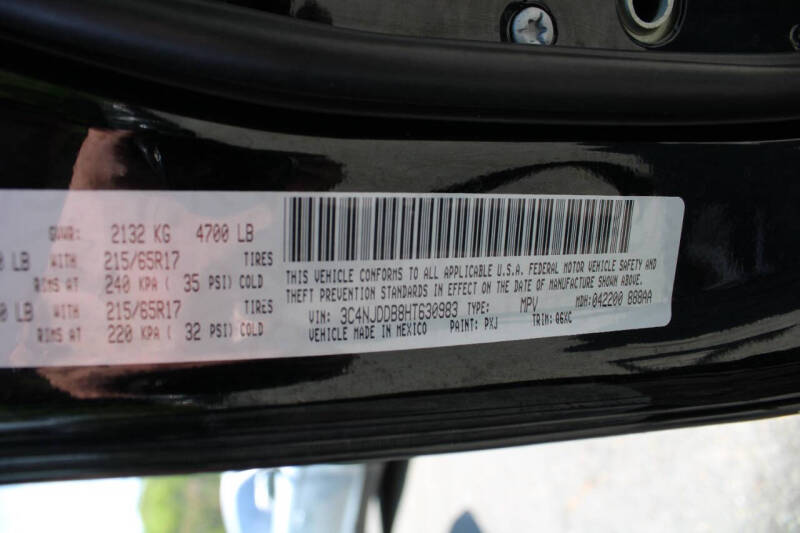 GVWR: 2132 KG 4700 LB
LB WITH 215/65R17 TIRES
RIMS AT 240 KPA ( 35 PSI) COLD
LB WITH 215/65R17 TIRES
RIMS AT 220 KPA ( 32 PSI) COLD
THIS VEHICLE CONFORMS TO ALL APPLICABLE U.S.A. FEDERAL MOTOR VEHICLE SAFETY AND
THEFT PREVENTION STANDARDS IN EFFECT ON THE DATE OF MANUFACTURE SHOWN ABOVE.
VIN: 3C4NJDDB8HT630983 TYPE: MPV MDH: 042200 888AA
VEHICLE MADE IN MEXICO PAINT: PXJ TRIM: G6XC